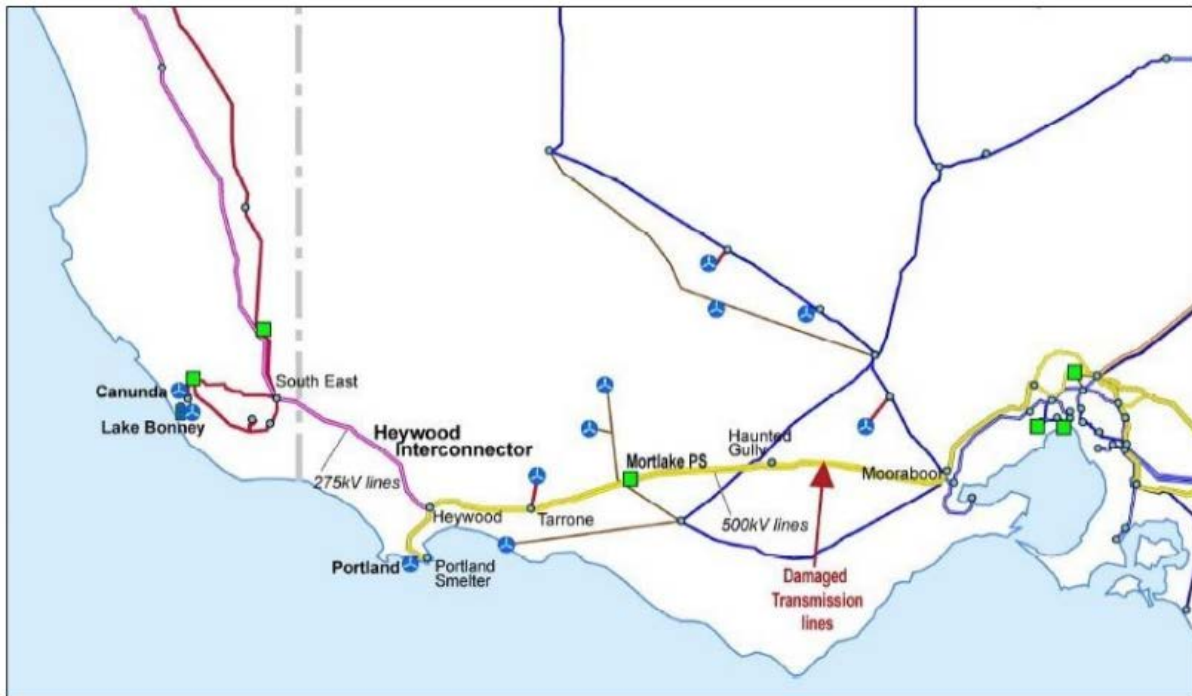 South East
Canunda
Lake Bonney
Heywood
Interconnector
275kV lines
Haunted
Gully
Mortlake PS
Moorabool
500kV lines
Heywood
Tarrone
Portland
Portland
Smelter
Damaged
Transmission
lines